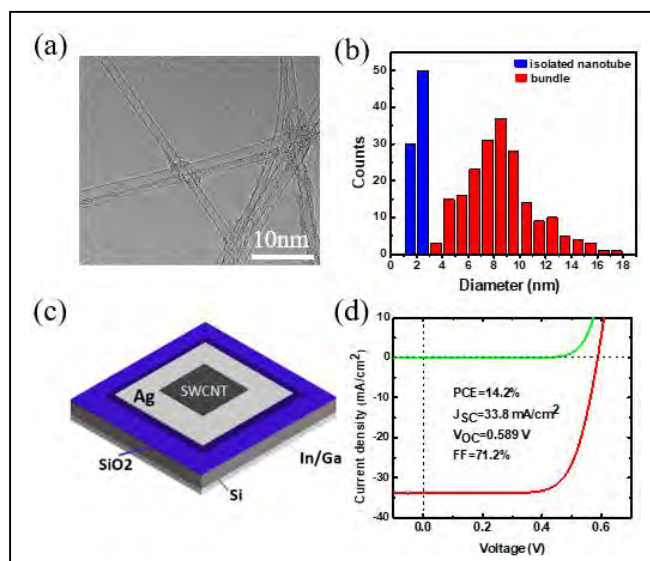 (a)
10nm
(b)
isolated nanotube
bundle
50
40
30
20
10
0
Counts
0 2 4 6 8 10 12 14 16 18
Diameter (nm)
(c)
Ag
SWCNT
SiO2
Si
In/Ga
(d)
10
0
-10
-20
-30
-40
Current density (mA/cm²)
PCE=14.2%
JSC=33.8 mA/cm²
VOC=0.589 V
FF=71.2%
0.0 0.2 0.4 0.6
Voltage (V)